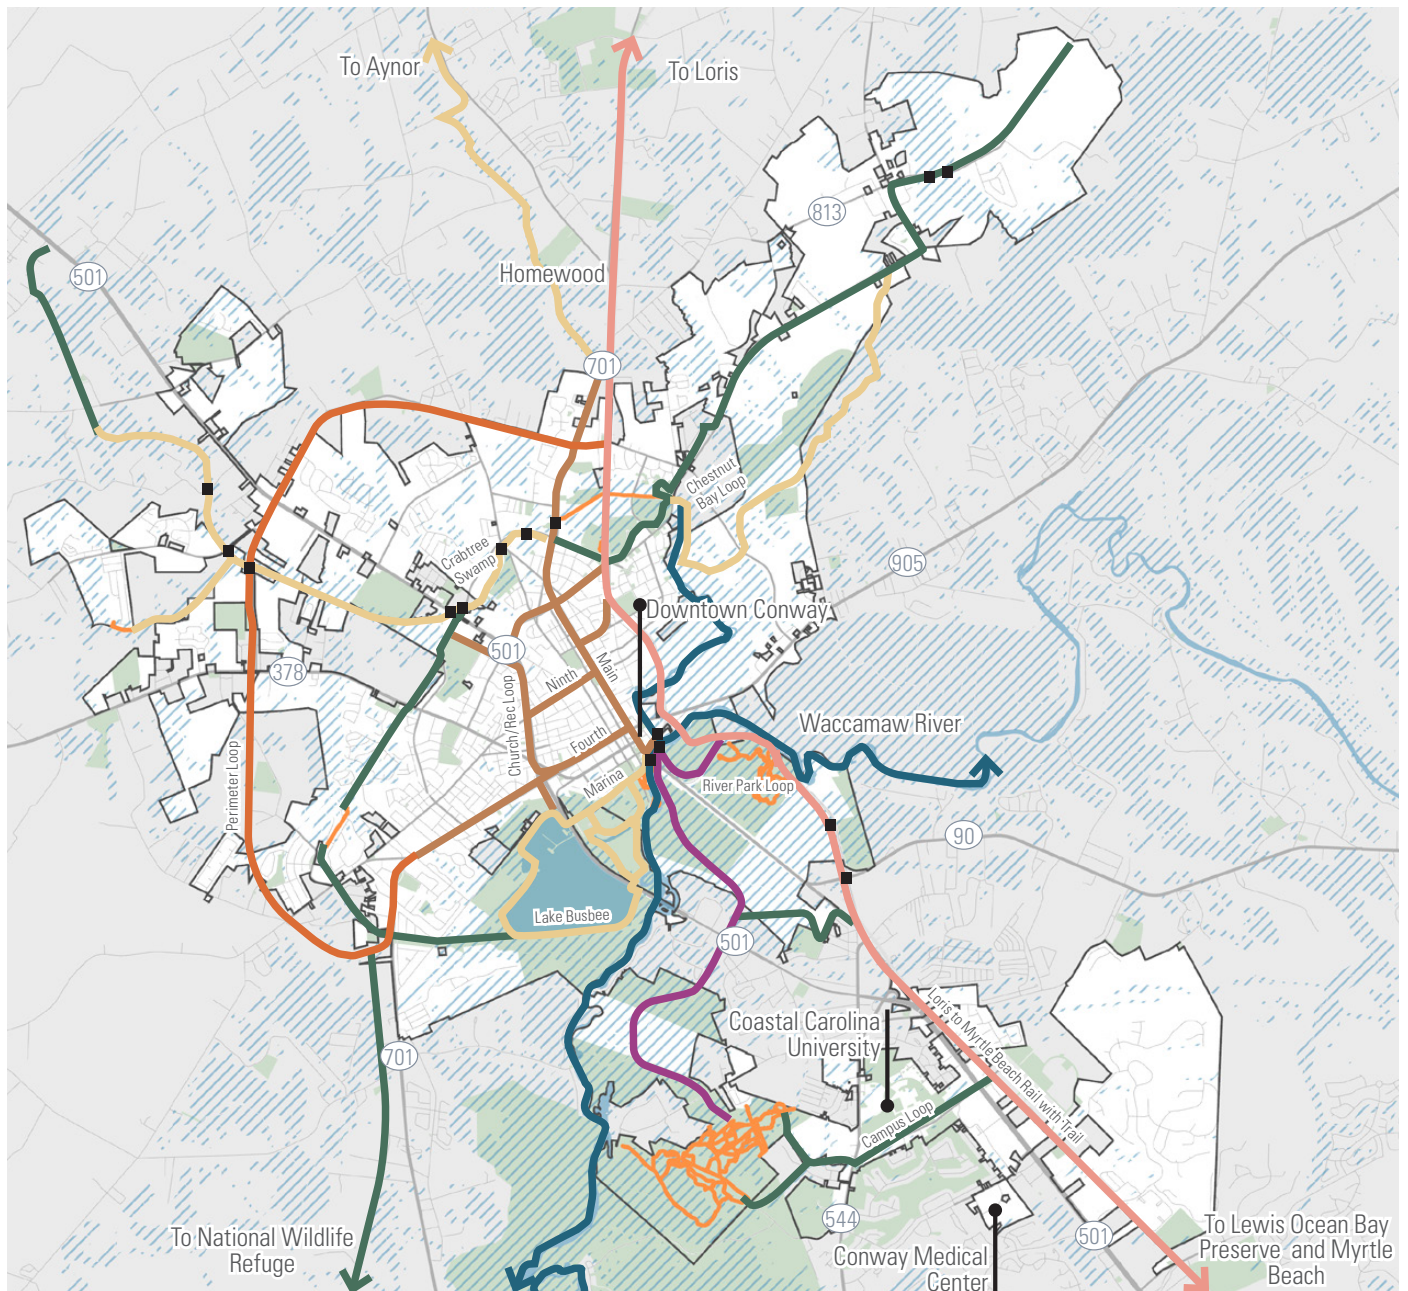 To Aynor
To Loris
813
501
Homewood
701
Chestnut
Bay Loop
Crabtree
Swamp
905
Downtown Conway
501
378
Main
Ninth
Church/Rec Loop
Fourth
Waccamaw River
Perimeter Loop
Marina
River Park Loop
90
Lake Busbee
501
Loris to Myrtle Beach Rail with Trail
Coastal Carolina
University
701
Campus Loop
544
501
To National Wildlife
Refuge
Conway Medical
Center
To Lewis Ocean Bay
Preserve and Myrtle
Beach